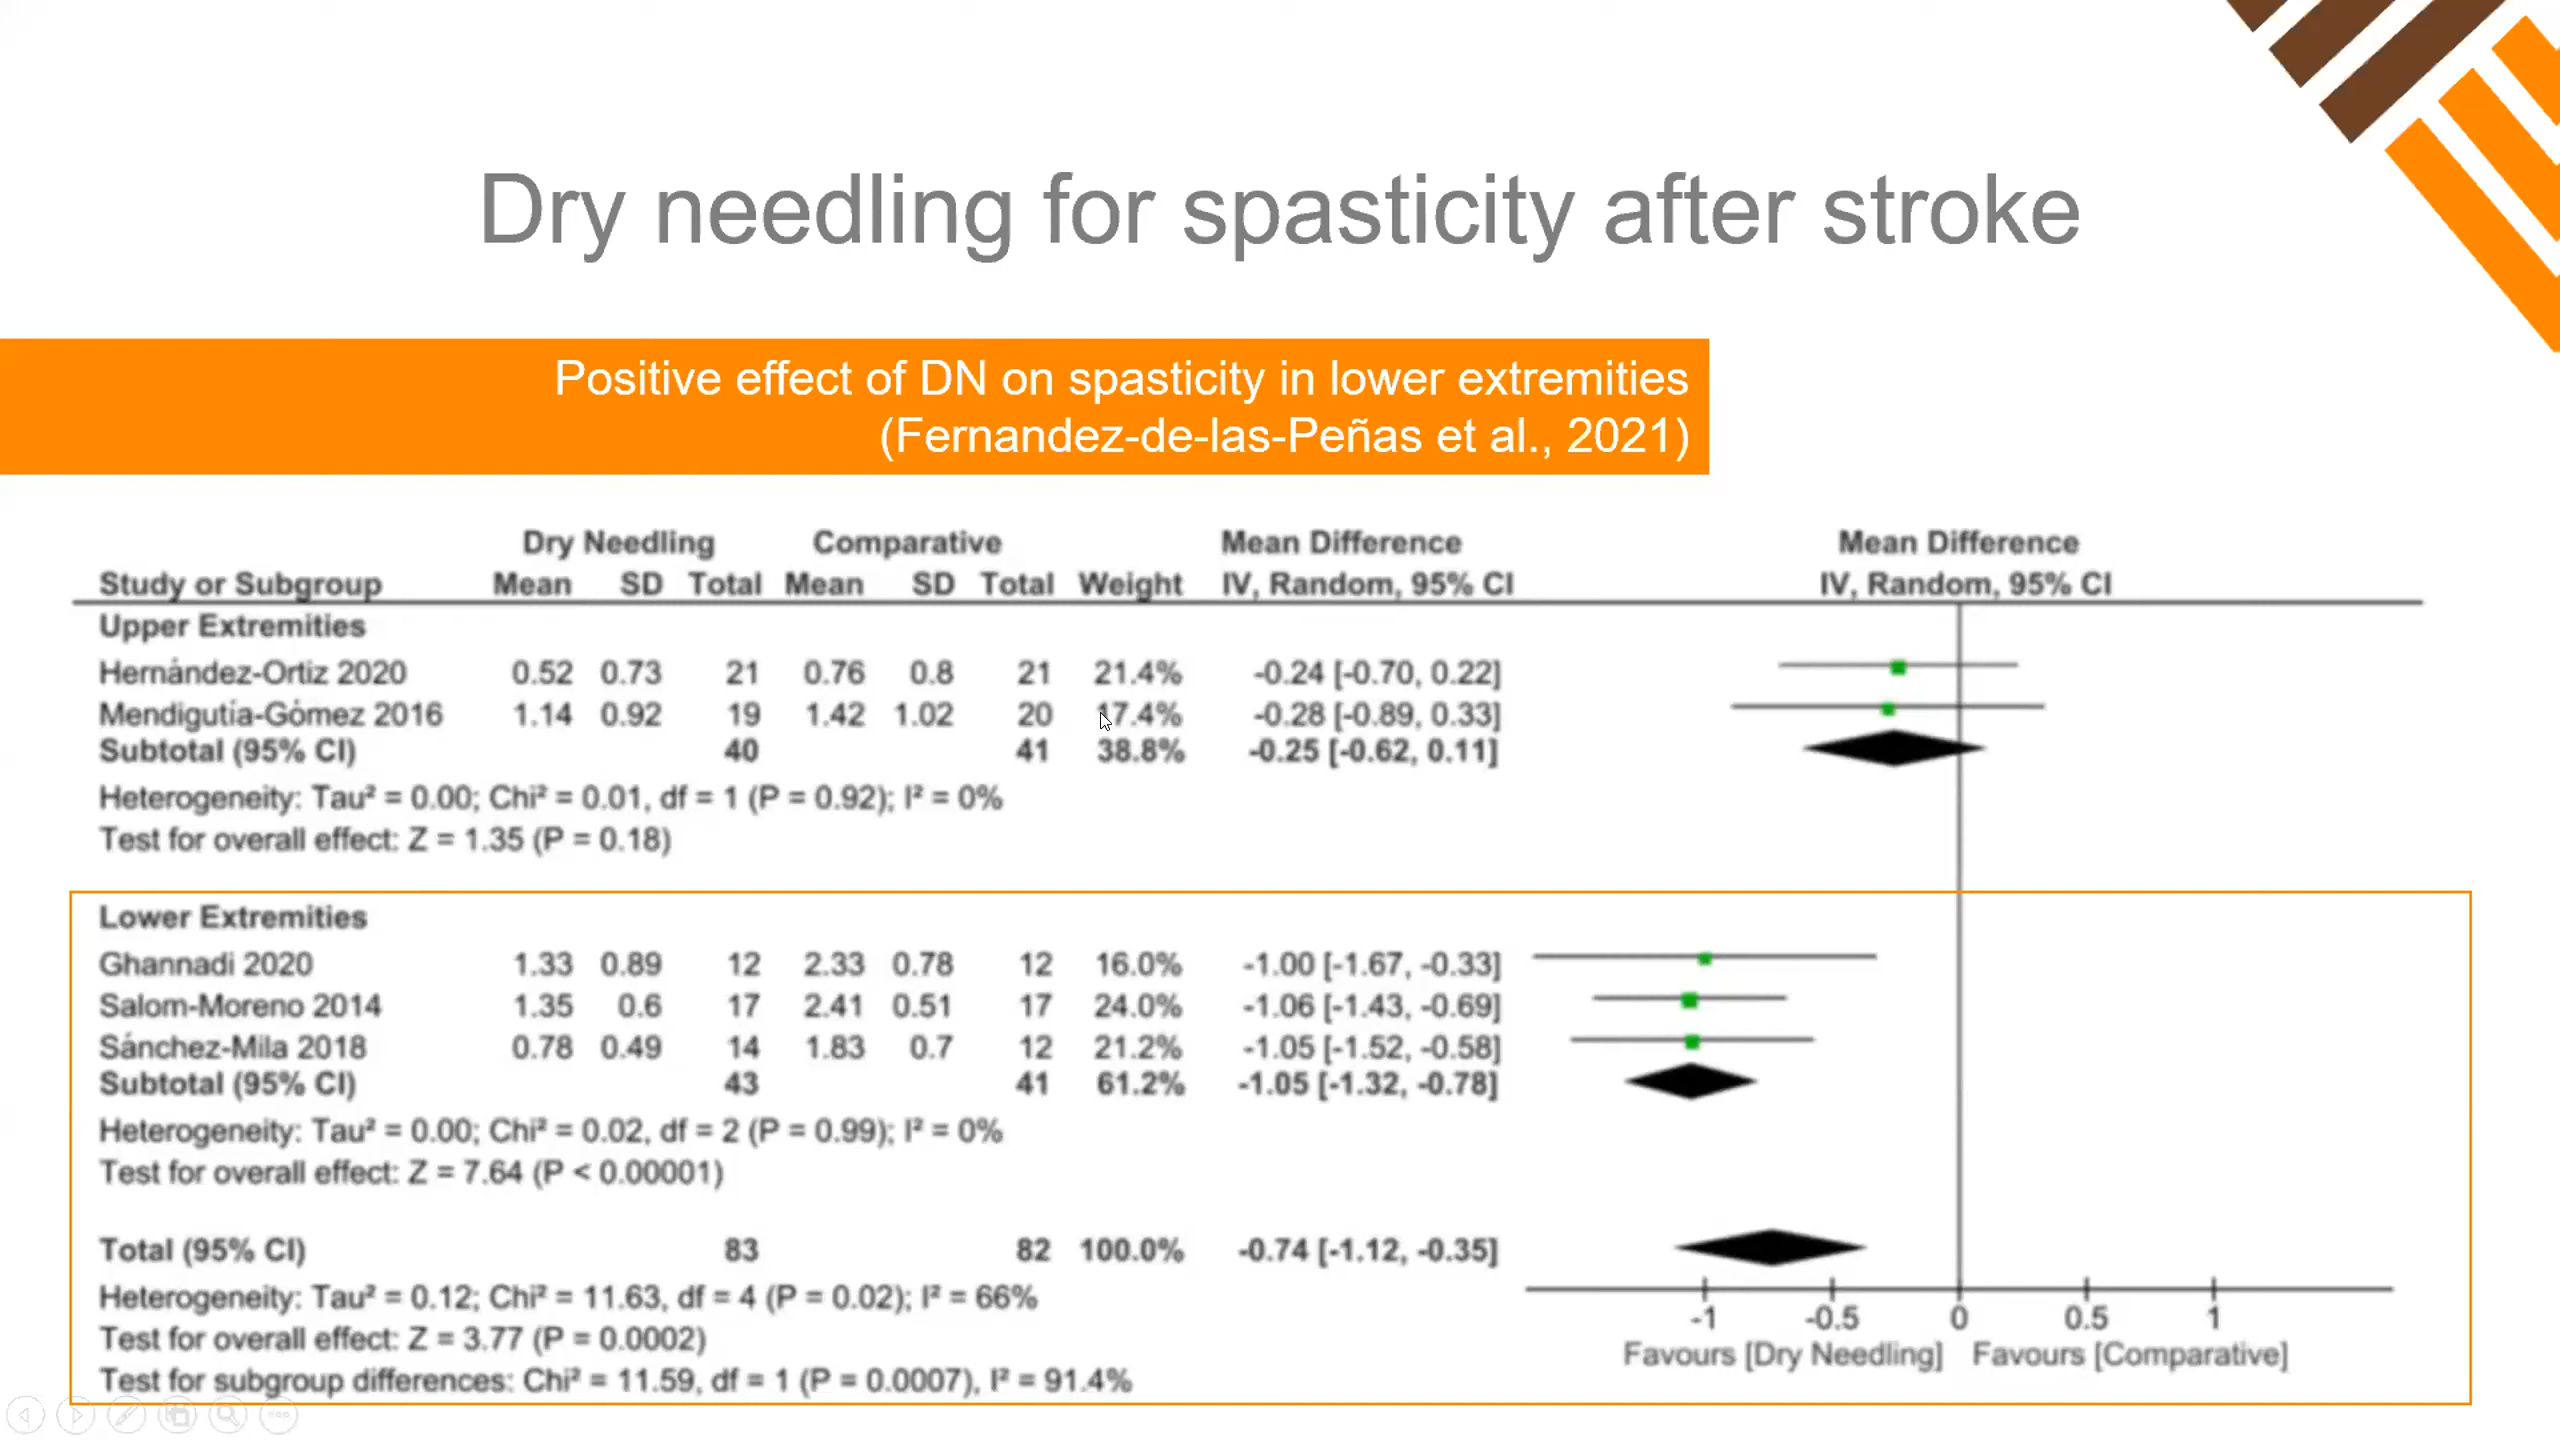 Dry needling for spasticity after stroke
Positive effect of DN on spasticity in lower extremities
(Fernandez-de-las-Peñas et al., 2021)
Dry Needling Comparative Mean Difference Mean Difference
Study or Subgroup Mean SD Total Mean SD Total Weight IV, Random, 95% CI IV, Random, 95% CI
Upper Extremities
Hernández-Ortiz 2020 0.52 0.73 21 0.76 0.8 21 21.4% -0.24 [-0.70, 0.22]
Mendigutía-Gómez 2016 1.14 0.92 19 1.42 1.02 20 17.4% -0.28 [-0.89, 0.33]
Subtotal (95% CI) 40 41 38.8% -0.25 [-0.62, 0.11]
Heterogeneity: Tau² = 0.00; Chi² = 0.01, df = 1 (P = 0.92); I² = 0%
Test for overall effect: Z = 1.35 (P = 0.18)
Lower Extremities
Ghannadi 2020 1.33 0.89 12 2.33 0.78 12 16.0% -1.00 [-1.67, -0.33]
Salom-Moreno 2014 1.35 0.6 17 2.41 0.51 17 24.0% -1.06 [-1.43, -0.69]
Sánchez-Mila 2018 0.78 0.49 14 1.83 0.7 12 21.2% -1.05 [-1.52, -0.58]
Subtotal (95% CI) 43 41 61.2% -1.05 [-1.32, -0.78]
Heterogeneity: Tau² = 0.00; Chi² = 0.02, df = 2 (P = 0.99); I² = 0%
Test for overall effect: Z = 7.64 (P < 0.00001)
Total (95% CI) 83 82 100.0% -0.74 [-1.12, -0.35]
Heterogeneity: Tau² = 0.12; Chi² = 11.63, df = 4 (P = 0.02); I² = 66%
Test for overall effect: Z = 3.77 (P = 0.0002)
Test for subgroup differences: Chi² = 11.59, df = 1 (P = 0.0007), I² = 91.4%
-1 -0.5 0 0.5 1
Favours [Dry Needling] Favours [Comparative]